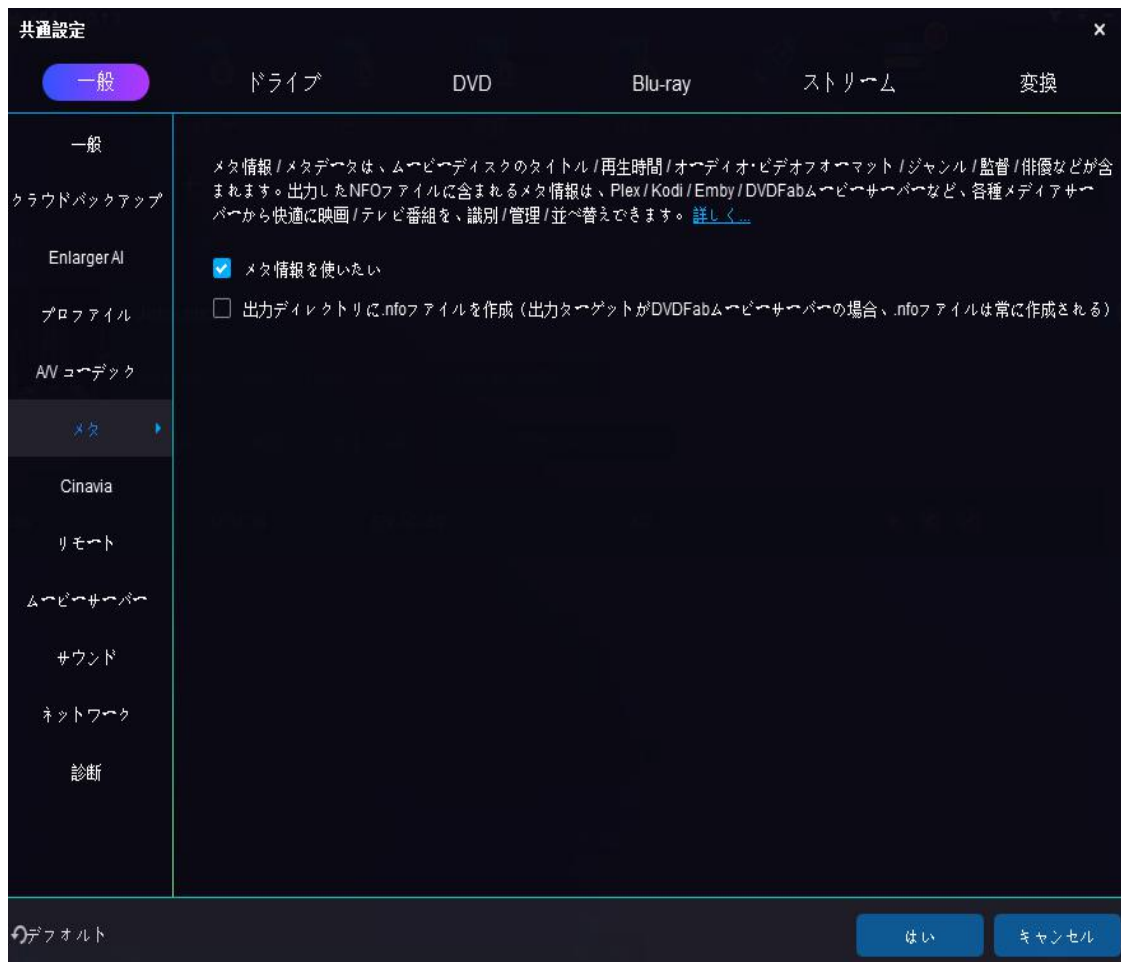 共通設定
×
一般 ドライブ DVD Blu-ray ストリーム 変換
一般
クラウドバックアップ
Enlarger AI
プロファイル
A/V コーデック
メタ
Cinavia
リモート
ムービーサーバー
サウンド
ネットワーク
診断
メタ情報 / メタデータは、ムービーディスクのタイトル / 再生時間 / オーディオ・ビデオフォーマット / ジャンル / 監督 / 俳優などが含
まれます。出力したNFOファイルに含まれるメタ情報は、Plex / Kodi / Emby / DVDFabムービーサーバーなど、各種メディアサー
バーから快適に映画 / テレビ番組を、識別 / 管理 / 並べ替えできます。 詳しく...
メタ情報を使いたい
出力ディレクトリに.nfoファイルを作成（出力ターゲットがDVDFabムービーサーバーの場合、.nfoファイルは常に作成される）
デフォルト
はい
キャンセル